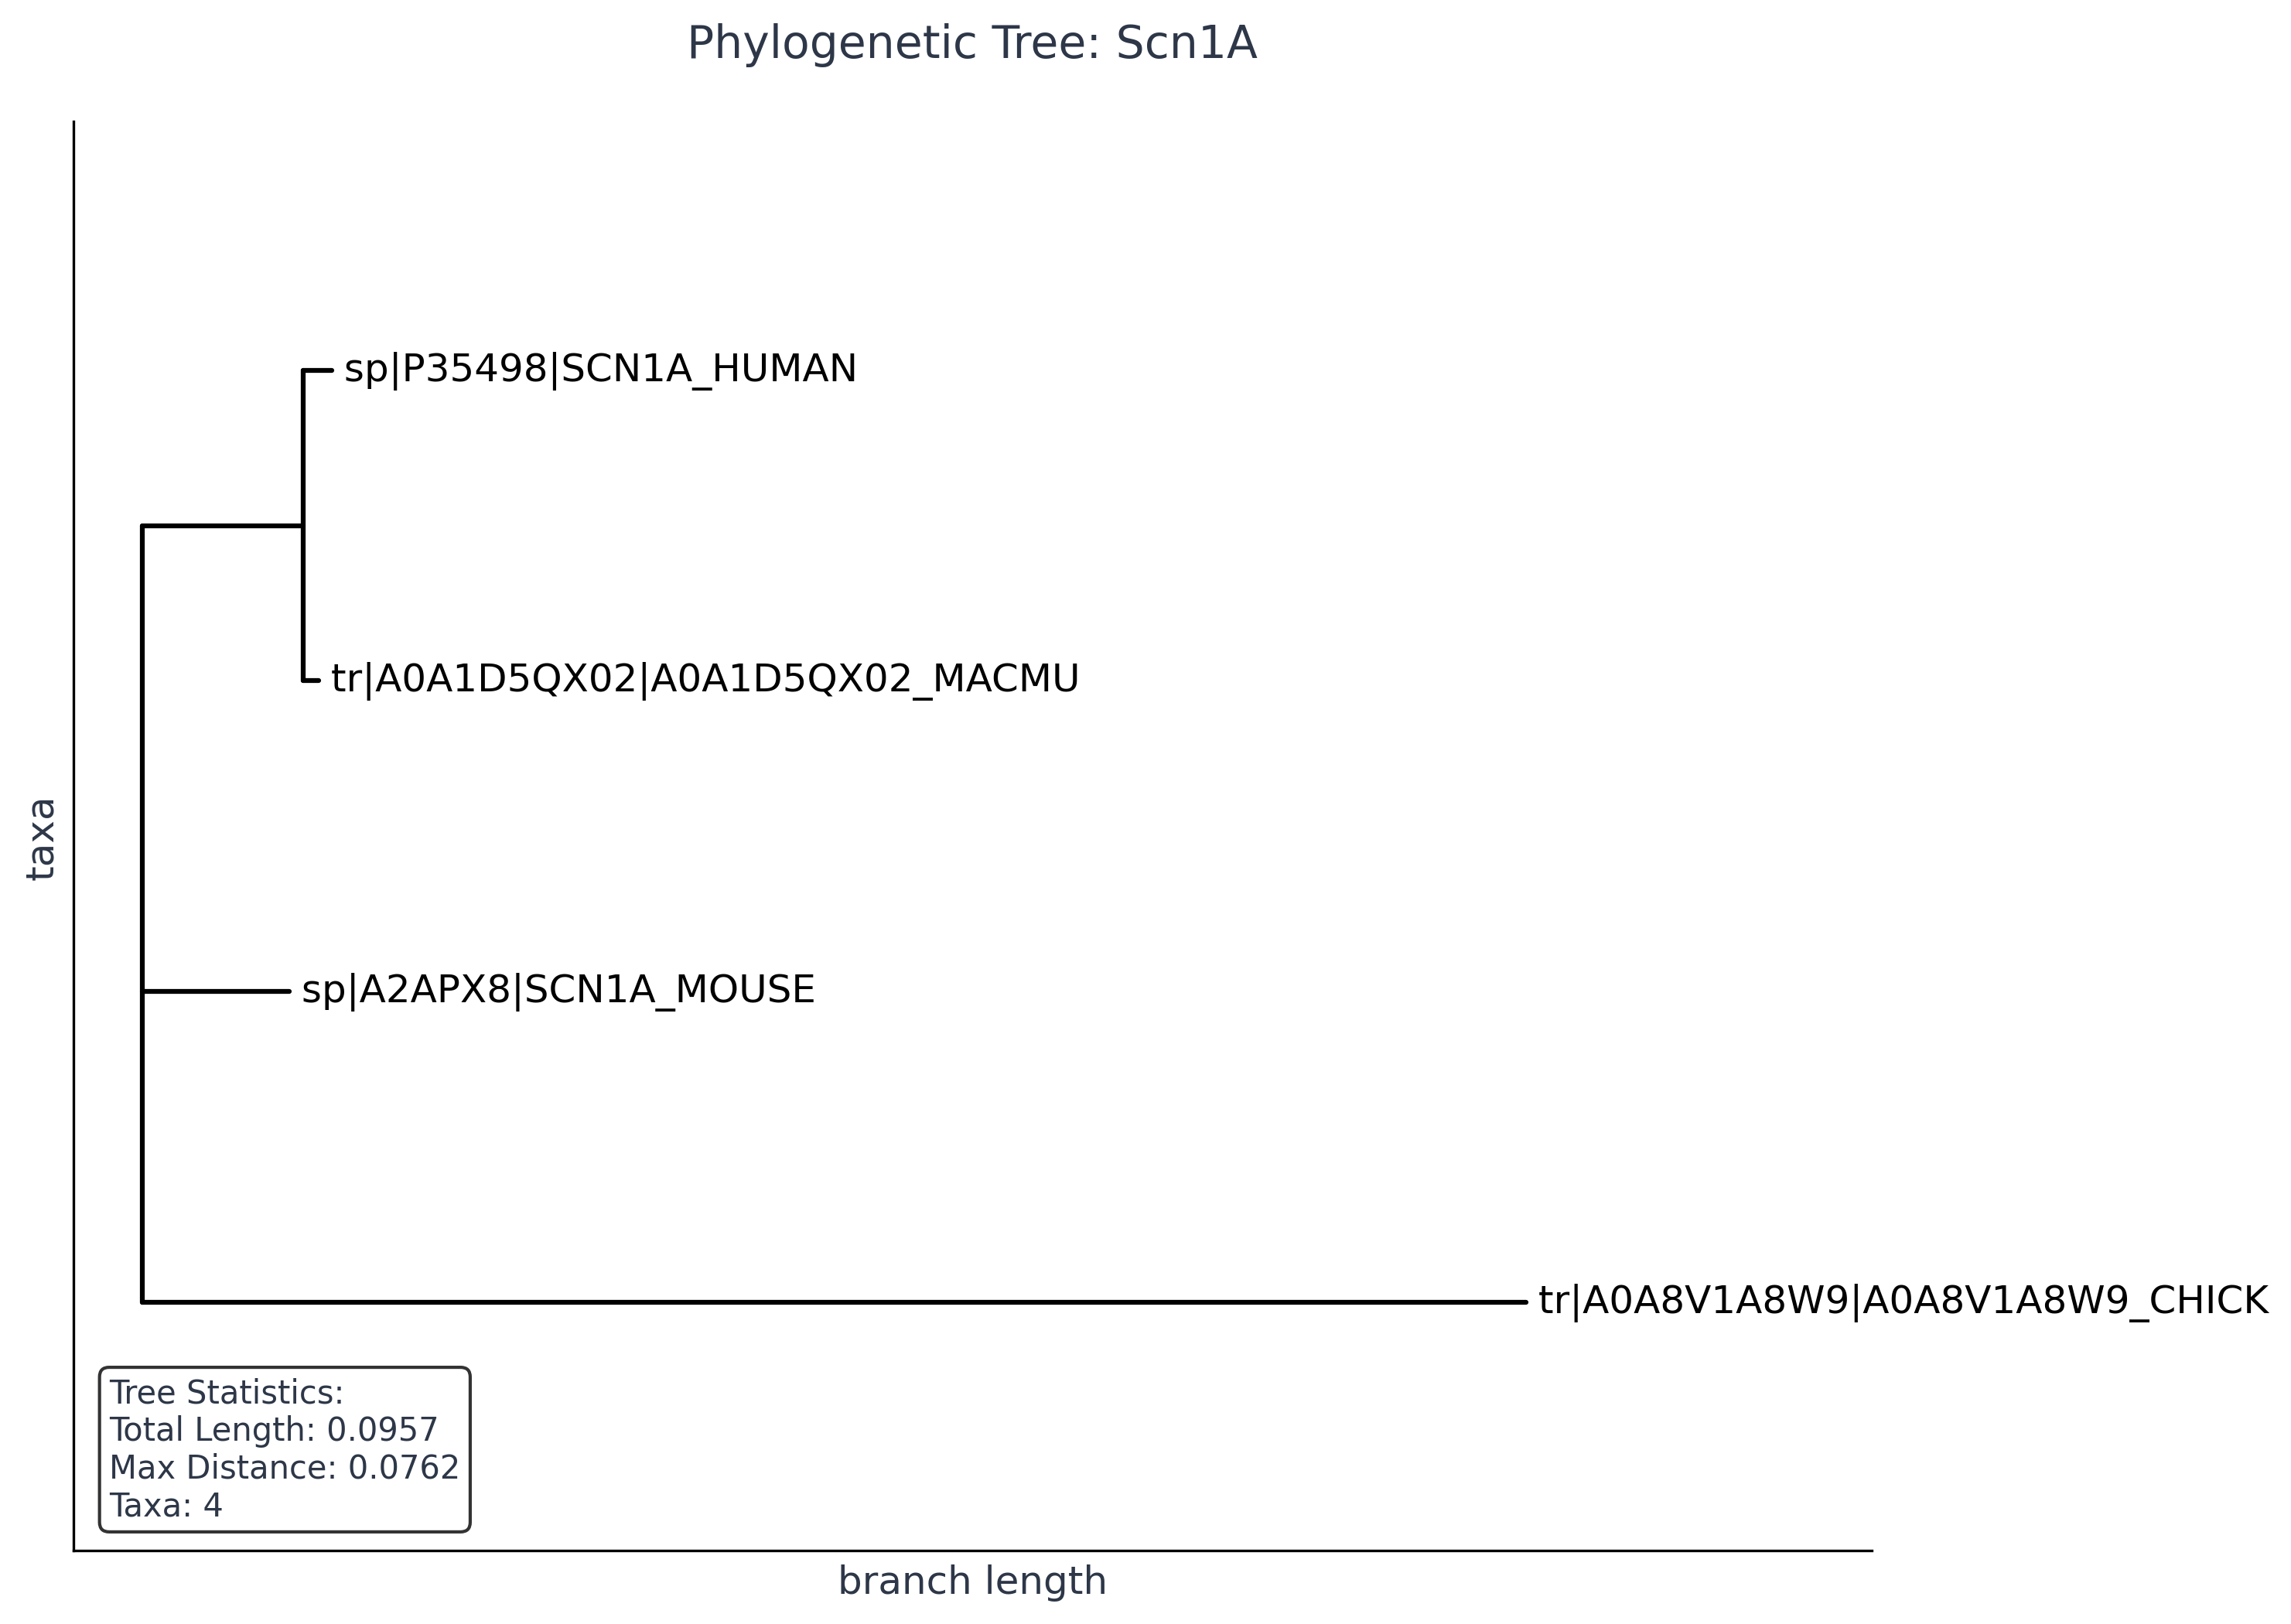 Phylogenetic Tree: Scn1A
sp|P35498|SCN1A_HUMAN
tr|A0A1D5QX02|A0A1D5QX02_MACMU
taxa
sp|A2APX8|SCN1A_MOUSE
tr|A0A8V1A8W9|A0A8V1A8W9_CHICK
Tree Statistics:
Total Length: 0.0957
Max Distance: 0.0762
Taxa: 4
branch length